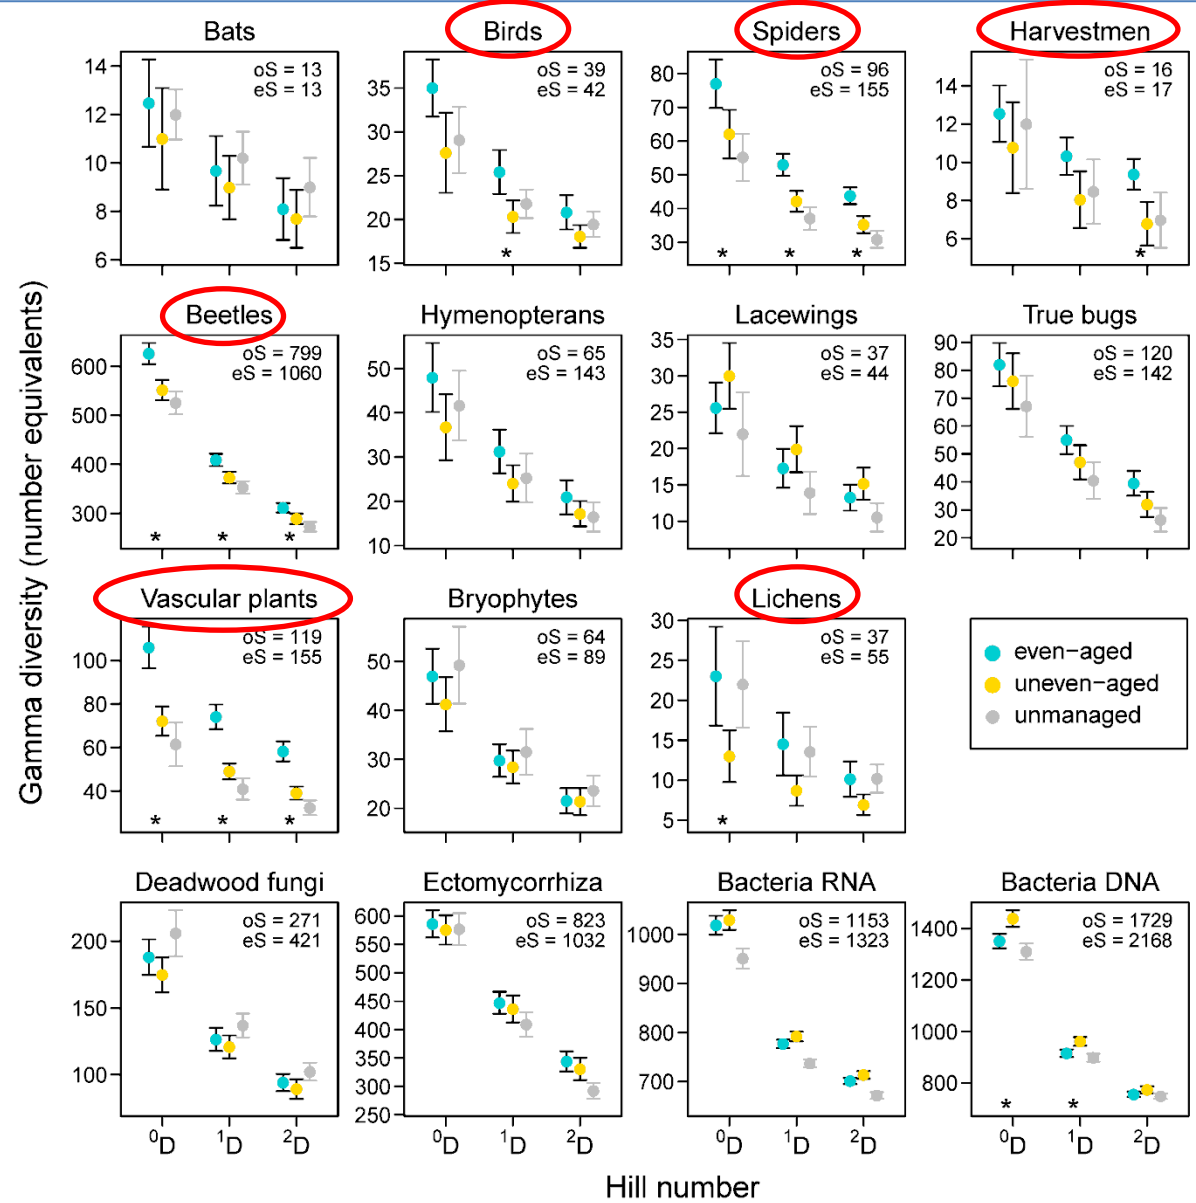 Bats
oS = 13
eS = 13
14
12
10
8
6
Birds
oS = 39
eS = 42
35
30
25
20
15
*
Spiders
oS = 96
eS = 155
80
70
60
50
40
30
* * *
Harvestmen
oS = 16
eS = 17
14
12
10
8
6
*
Beetles
oS = 799
eS = 1060
600
500
400
300
* * *
Hymenopterans
oS = 65
eS = 143
50
40
30
20
10
Lacewings
oS = 37
eS = 44
35
30
25
20
15
10
True bugs
oS = 120
eS = 142
90
80
70
60
50
40
30
20
Gamma diversity (number equivalents)
Vascular plants
oS = 119
eS = 155
100
80
60
40
* * *
Bryophytes
oS = 64
eS = 89
50
40
30
20
Lichens
oS = 37
eS = 55
30
25
20
15
10
5
*
even−aged
uneven−aged
unmanaged
Deadwood fungi
oS = 271
eS = 421
200
150
100
⁰D ¹D ²D
Ectomycorrhiza
oS = 823
eS = 1032
600
550
500
450
400
350
300
250
⁰D ¹D ²D
Bacteria RNA
oS = 1153
eS = 1323
1000
900
800
700
⁰D ¹D ²D
Bacteria DNA
oS = 1729
eS = 2168
1400
1200
1000
800
* *
⁰D ¹D ²D
Hill number